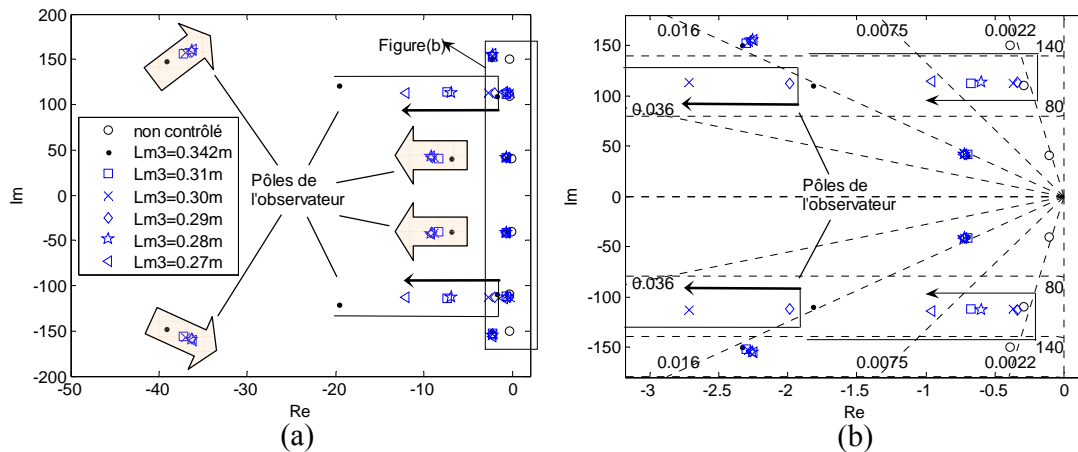 200
150
100
50
0
-50
-100
-150
-200
Im
-50
-40
-30
-20
-10
0
Re
Figure(b)
non contrôlé
Lm3=0.342m
Lm3=0.31m
Lm3=0.30m
Lm3=0.29m
Lm3=0.28m
Lm3=0.27m
Pôles de
l'observateur
(a)
150
100
50
0
-50
-100
-150
Im
-3
-2.5
-2
-1.5
-1
-0.5
0
Re
0.016
0.0075
0.0022
140
0.036
80
Pôles de
l'observateur
0.036
80
0.016
0.0075
0.0022
140
(b)